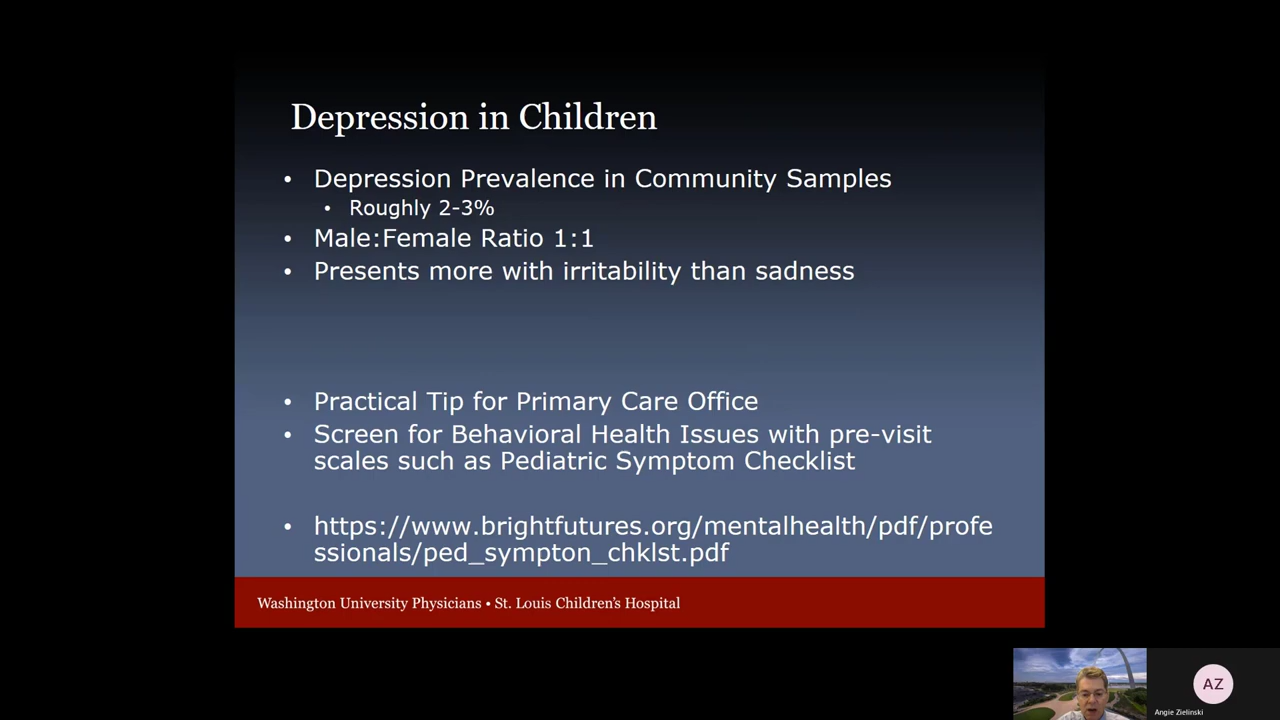 Depression in Children
• Depression Prevalence in Community Samples
• Roughly 2-3%
• Male:Female Ratio 1:1
• Presents more with irritability than sadness
• Practical Tip for Primary Care Office
• Screen for Behavioral Health Issues with pre-visit
scales such as Pediatric Symptom Checklist
• https://www.brightfutures.org/mentalhealth/pdf/profe
ssionals/ped_sympton_chklst.pdf
Washington University Physicians • St. Louis Children's Hospital
AZ
Angie Zielinski